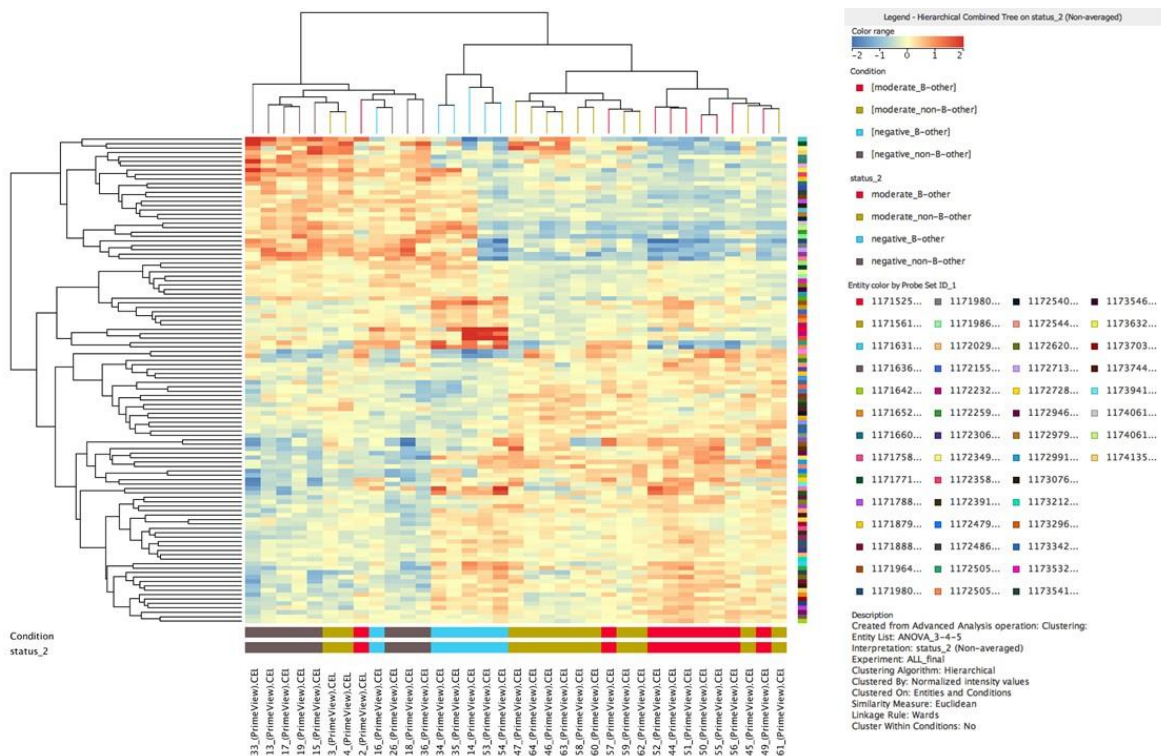 Legend - Hierarchical Combined Tree on status_2 (Non-averaged)
Color range
-2 -1 0 1 2
Condition
[moderate_B-other]
[moderate_non-B-other]
[negative_B-other]
[negative_non-B-other]
status_2
moderate_B-other
moderate_non-B-other
negative_B-other
negative_non-B-other
Entity color by Probe Set ID_1
1171525... 1171980... 1172540... 1173546...
1171561... 1171986... 1172544... 1173632...
1171631... 1172029... 1172620... 1173703...
1171636... 1172155... 1172713... 1173744...
1171642... 1172232... 1172728... 1173941...
1171652... 1172259... 1172946... 1174061...
1171660... 1172306... 1172979... 1174061...
1171758... 1172349... 1172991... 1174135...
1171771... 1172358... 1173076...
1171788... 1172391... 1173212...
1171879... 1172479... 1173296...
1171888... 1172486... 1173342...
1171964... 1172505... 1173532...
1171980... 1172505... 1173541...
Description
Created from Advanced Analysis operation: Clustering:
Entity List: ANOVA_3-4-5
Interpretation: status_2 (Non-averaged)
Experiment: ALL_final
Clustering Algorithm: Hierarchical
Clustered By: Normalized intensity values
Clustered On: Entities and Conditions
Similarity Measure: Euclidean
Linkage Rule: Wards
Cluster Within Conditions: No
Condition
status_2
33_(PrimeView).CEL
13_(PrimeView).CEL
17_(PrimeView).CEL
19_(PrimeView).CEL
15_(PrimeView).CEL
3_(PrimeView).CEL
4_(PrimeView).CEL
2_(PrimeView).CEL
16_(PrimeView).CEL
26_(PrimeView).CEL
18_(PrimeView).CEL
36_(PrimeView).CEL
34_(PrimeView).CEL
35_(PrimeView).CEL
14_(PrimeView).CEL
53_(PrimeView).CEL
54_(PrimeView).CEL
47_(PrimeView).CEL
64_(PrimeView).CEL
46_(PrimeView).CEL
63_(PrimeView).CEL
58_(PrimeView).CEL
60_(PrimeView).CEL
57_(PrimeView).CEL
59_(PrimeView).CEL
62_(PrimeView).CEL
52_(PrimeView).CEL
44_(PrimeView).CEL
51_(PrimeView).CEL
50_(PrimeView).CEL
55_(PrimeView).CEL
56_(PrimeView).CEL
45_(PrimeView).CEL
49_(PrimeView).CEL
61_(PrimeView).CEL